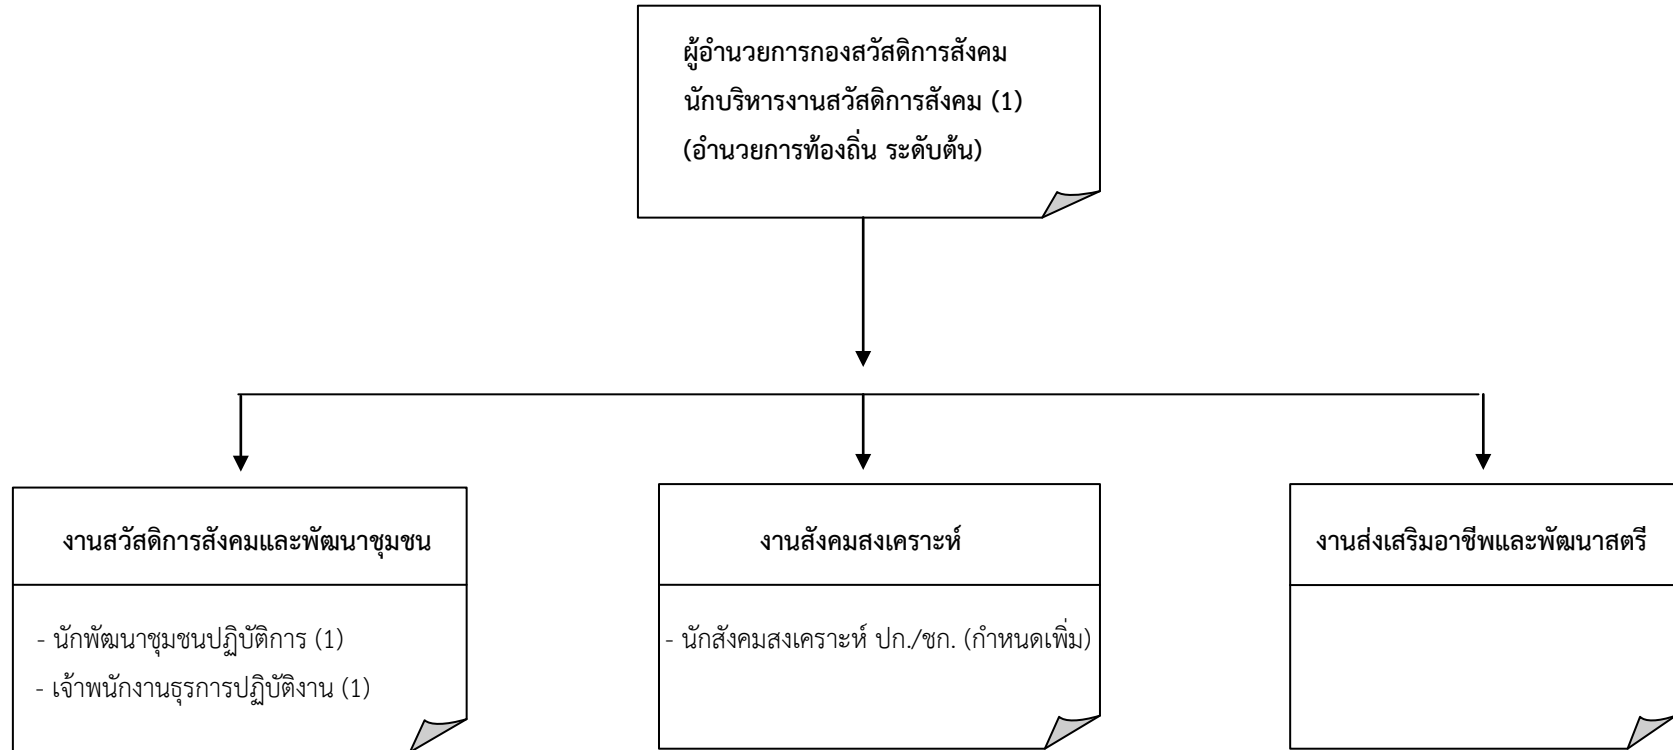 ผู้อำนวยการกองสวัสดิการสังคม
นักบริหารงานสวัสดิการสังคม (1)
(อำนวยการท้องถิ่น ระดับต้น)
งานสวัสดิการสังคมและพัฒนาชุมชน
- นักพัฒนาชุมชนปฏิบัติการ (1)
- เจ้าพนักงานธุรการปฏิบัติงาน (1)
งานสังคมสงเคราะห์
- นักสังคมสงเคราะห์ ปก./ชก. (กำหนดเพิ่ม)
งานส่งเสริมอาชีพและพัฒนาสตรี